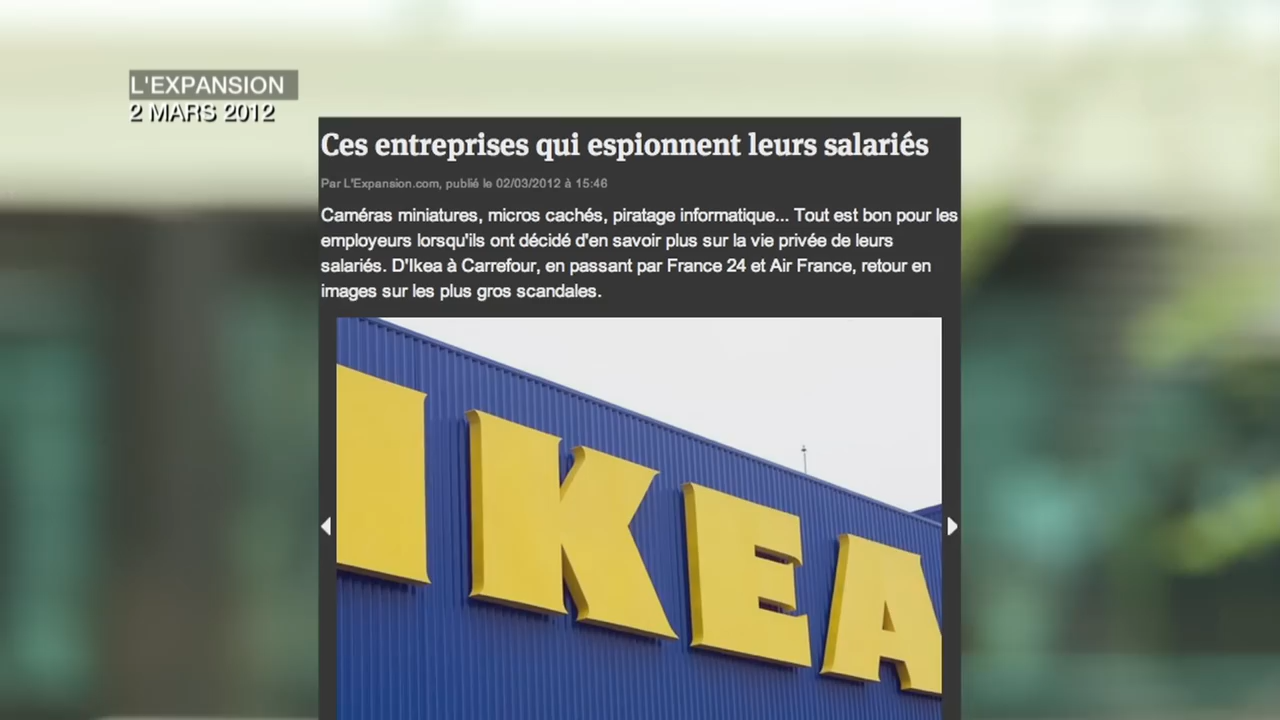 L'EXPANSION
2 MARS 2012
Ces entreprises qui espionnent leurs salariés
Par L'Expansion.com, publié le 02/03/2012 à 15:46
Caméras miniatures, micros cachés, piratage informatique... Tout est bon pour les
employeurs lorsqu'ils ont décidé d'en savoir plus sur la vie privée de leurs
salariés. D'Ikea à Carrefour, en passant par France 24 et Air France, retour en
images sur les plus gros scandales.
IKEA